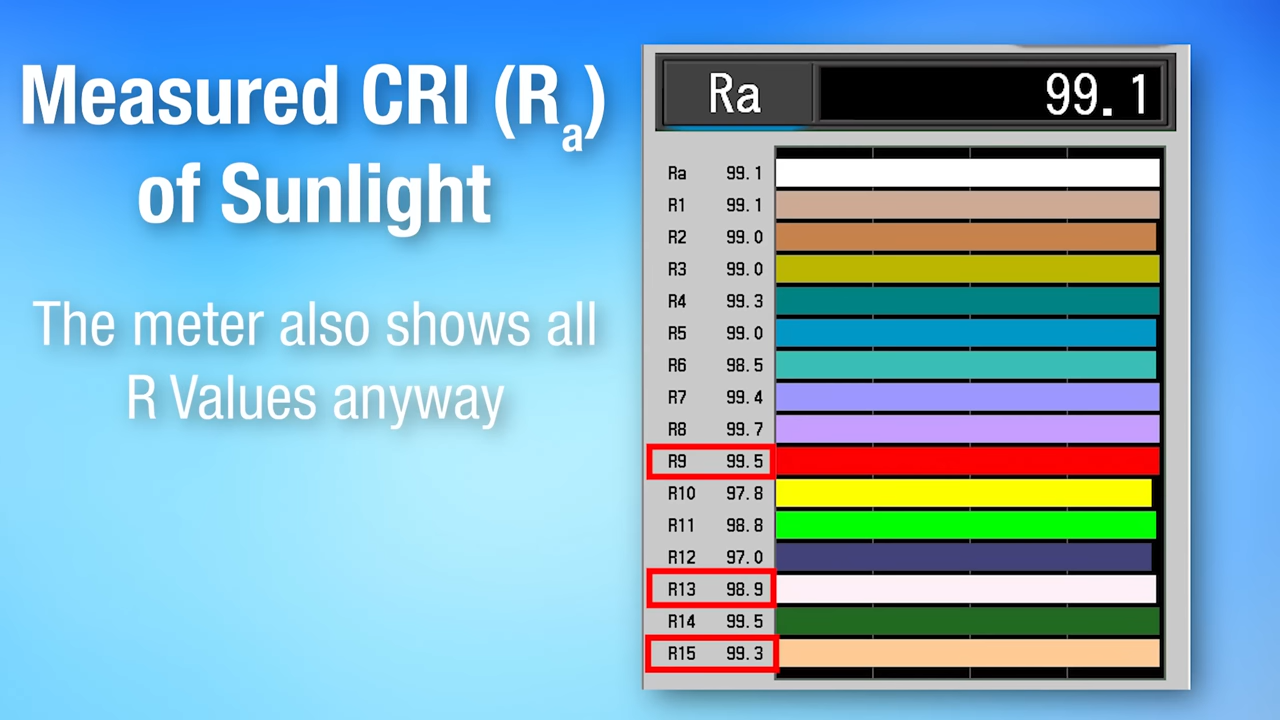 Measured CRI (Ra)
of Sunlight
The meter also shows all
R Values anyway
Ra 99.1
Ra 99.1
R1 99.1
R2 99.0
R3 99.0
R4 99.3
R5 99.0
R6 98.5
R7 99.4
R8 99.7
R9 99.5
R10 97.8
R11 98.8
R12 97.0
R13 98.9
R14 99.5
R15 99.3